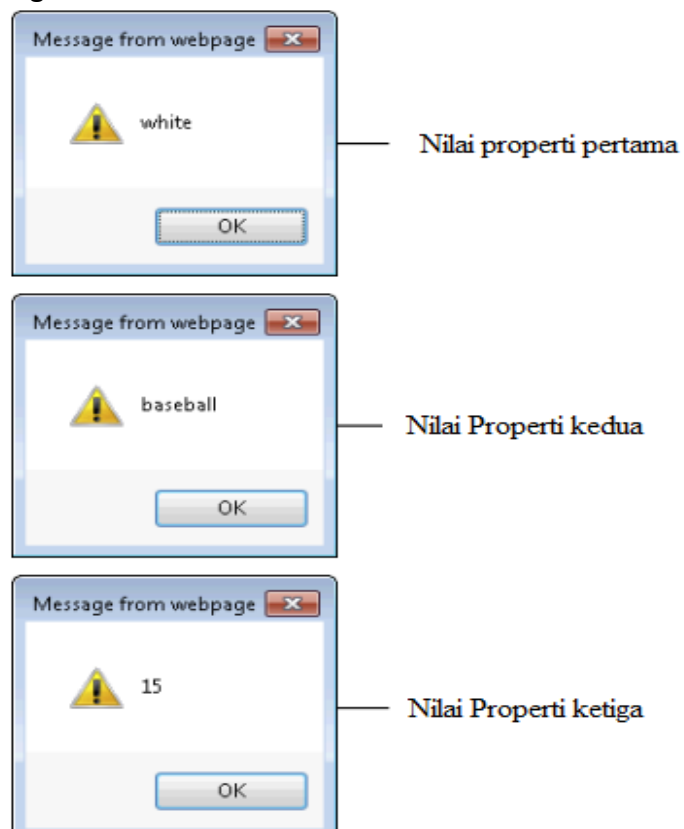 Message from webpage
white
Nilai properti pertama
OK
Message from webpage
baseball
Nilai Properti kedua
OK
Message from webpage
15
Nilai Properti ketiga
OK